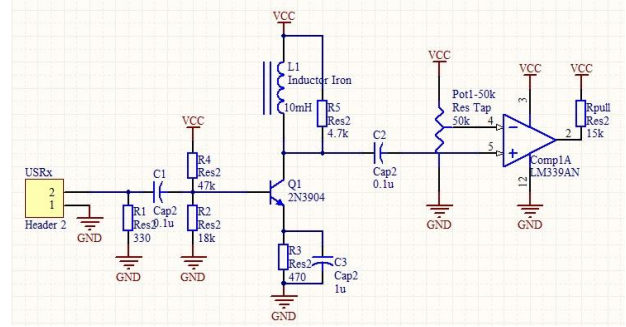 VCC
L1
Inductor Iron
10mH
R5
Res2
4.7k
VCC
R4
Res2
47k
USRx
2
1
Header 2
GND
R1
Res2
330
GND
C1
Cap2
0.1u
R2
Res2
18k
GND
Q1
2N3904
R3
Res2
470
C3
Cap2
1u
GND
C2
Cap2
0.1u
VCC
Pot1-50k
Res Tap
50k
GND
VCC
3
4
5
2
12
Comp1A
LM339AN
GND
VCC
Rpull
Res2
15k